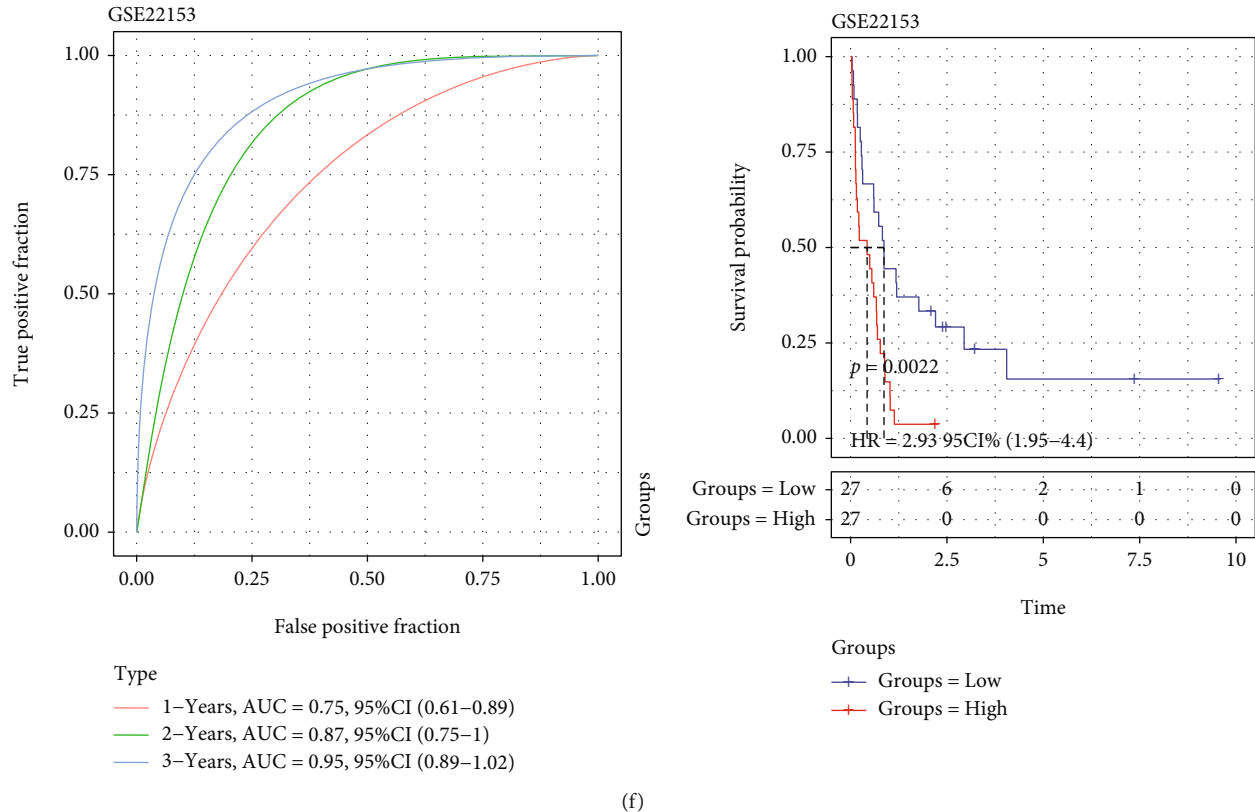 GSE22153
1.00
0.75
0.50
0.25
0.00
True positive fraction
0.00 0.25 0.50 0.75 1.00
False positive fraction
Type
1–Years, AUC = 0.75, 95%CI (0.61–0.89)
2–Years, AUC = 0.87, 95%CI (0.75–1)
3–Years, AUC = 0.95, 95%CI (0.89–1.02)
GSE22153
1.00
0.75
0.50
0.25
0.00
Survival probability
p = 0.0022
HR = 2.93 95CI% (1.95–4.4)
Groups
Groups = Low 27 6 2 1 0
Groups = High 27 0 0 0 0
0 2.5 5 7.5 10
Time
Groups
Groups = Low
Groups = High
(f)